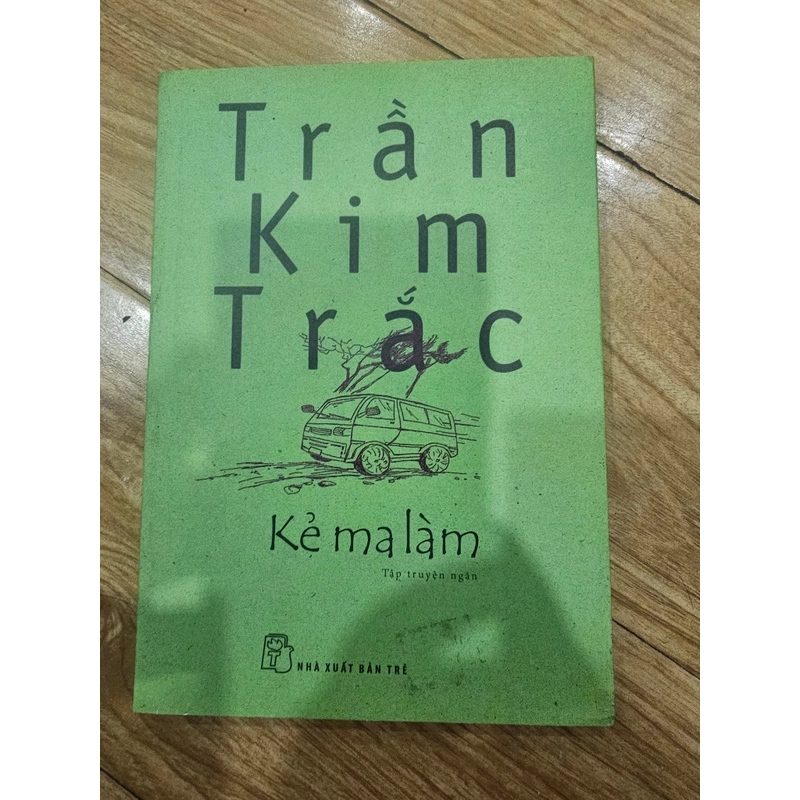 Trần
Kim
Trắc
Kẻ ma làm
Tập truyện ngắn
NHÀ XUẤT BẢN TRẺ